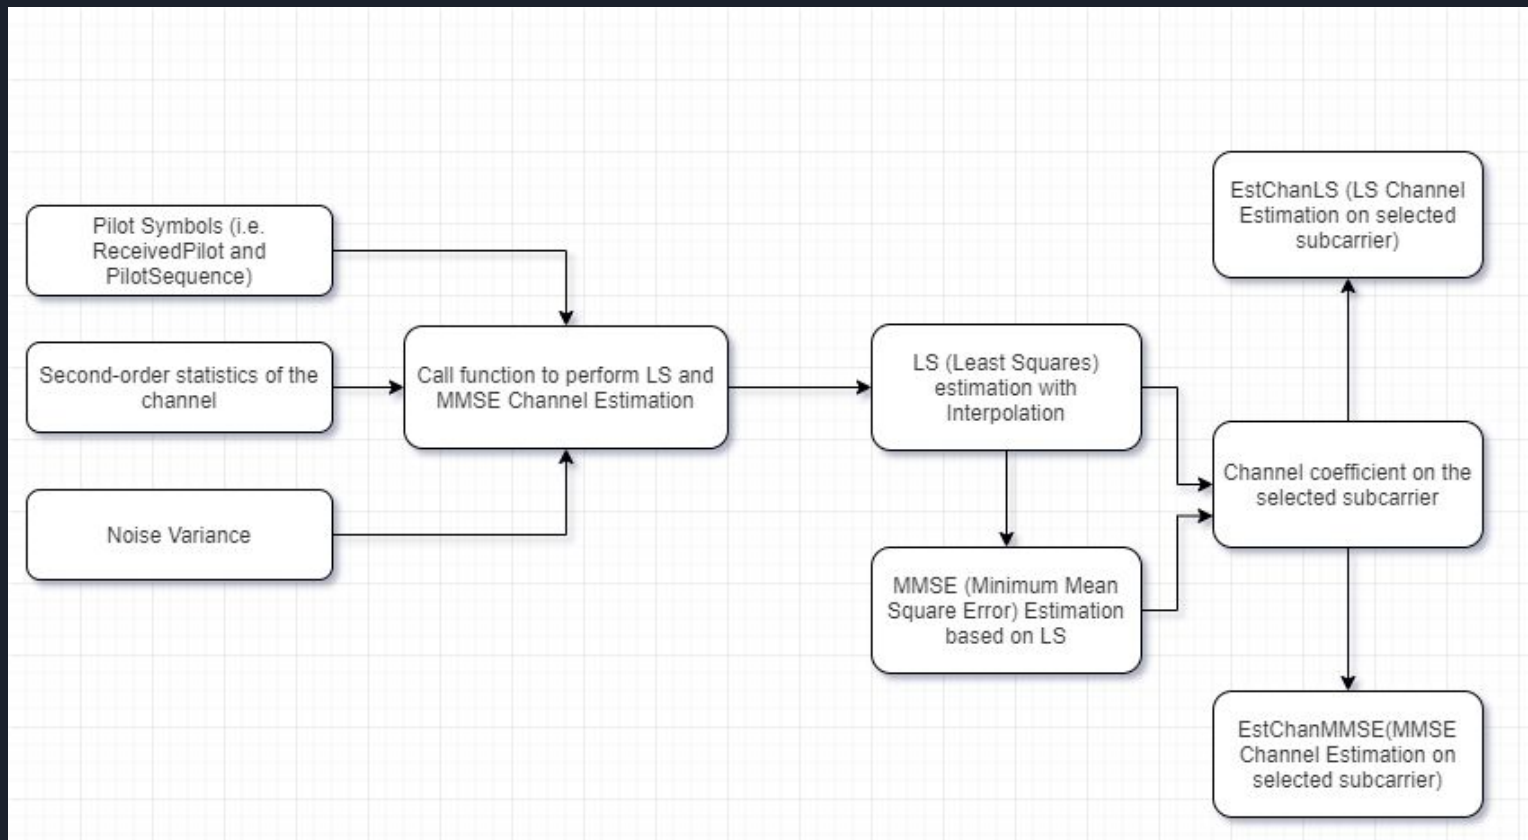 Pilot Symbols (i.e.
ReceivedPilot and
PilotSequence)
Second-order statistics of the
channel
Noise Variance
Call function to perform LS and
MMSE Channel Estimation
LS (Least Squares)
estimation with
Interpolation
MMSE (Minimum Mean
Square Error) Estimation
based on LS
EstChanLS (LS Channel
Estimation on selected
subcarrier)
Channel coefficient on the
selected subcarrier
EstChanMMSE(MMSE
Channel Estimation on
selected subcarrier)